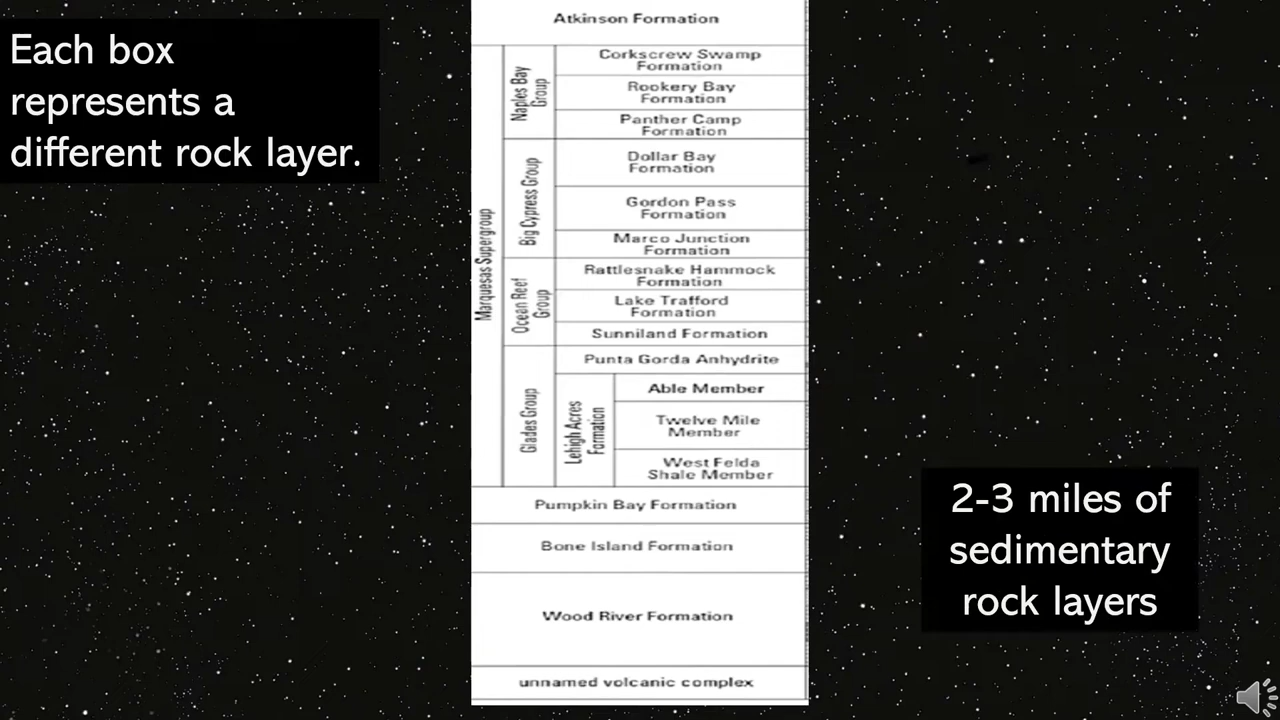 Each box
represents a
different rock layer.
Atkinson Formation
Marquesas Supergroup
Naples Bay
Group
Corkscrew Swamp
Formation
Rookery Bay
Formation
Panther Camp
Formation
Big Cypress Group
Dollar Bay
Formation
Gordon Pass
Formation
Marco Junction
Formation
Ocean Reef
Group
Rattlesnake Hammock
Formation
Lake Trafford
Formation
Sunniland Formation
Glades Group
Punta Gorda Anhydrite
Lehigh Acres
Formation
Able Member
Twelve Mile
Member
West Felda
Shale Member
Pumpkin Bay Formation
Bone Island Formation
Wood River Formation
unnamed volcanic complex
2-3 miles of
sedimentary
rock layers